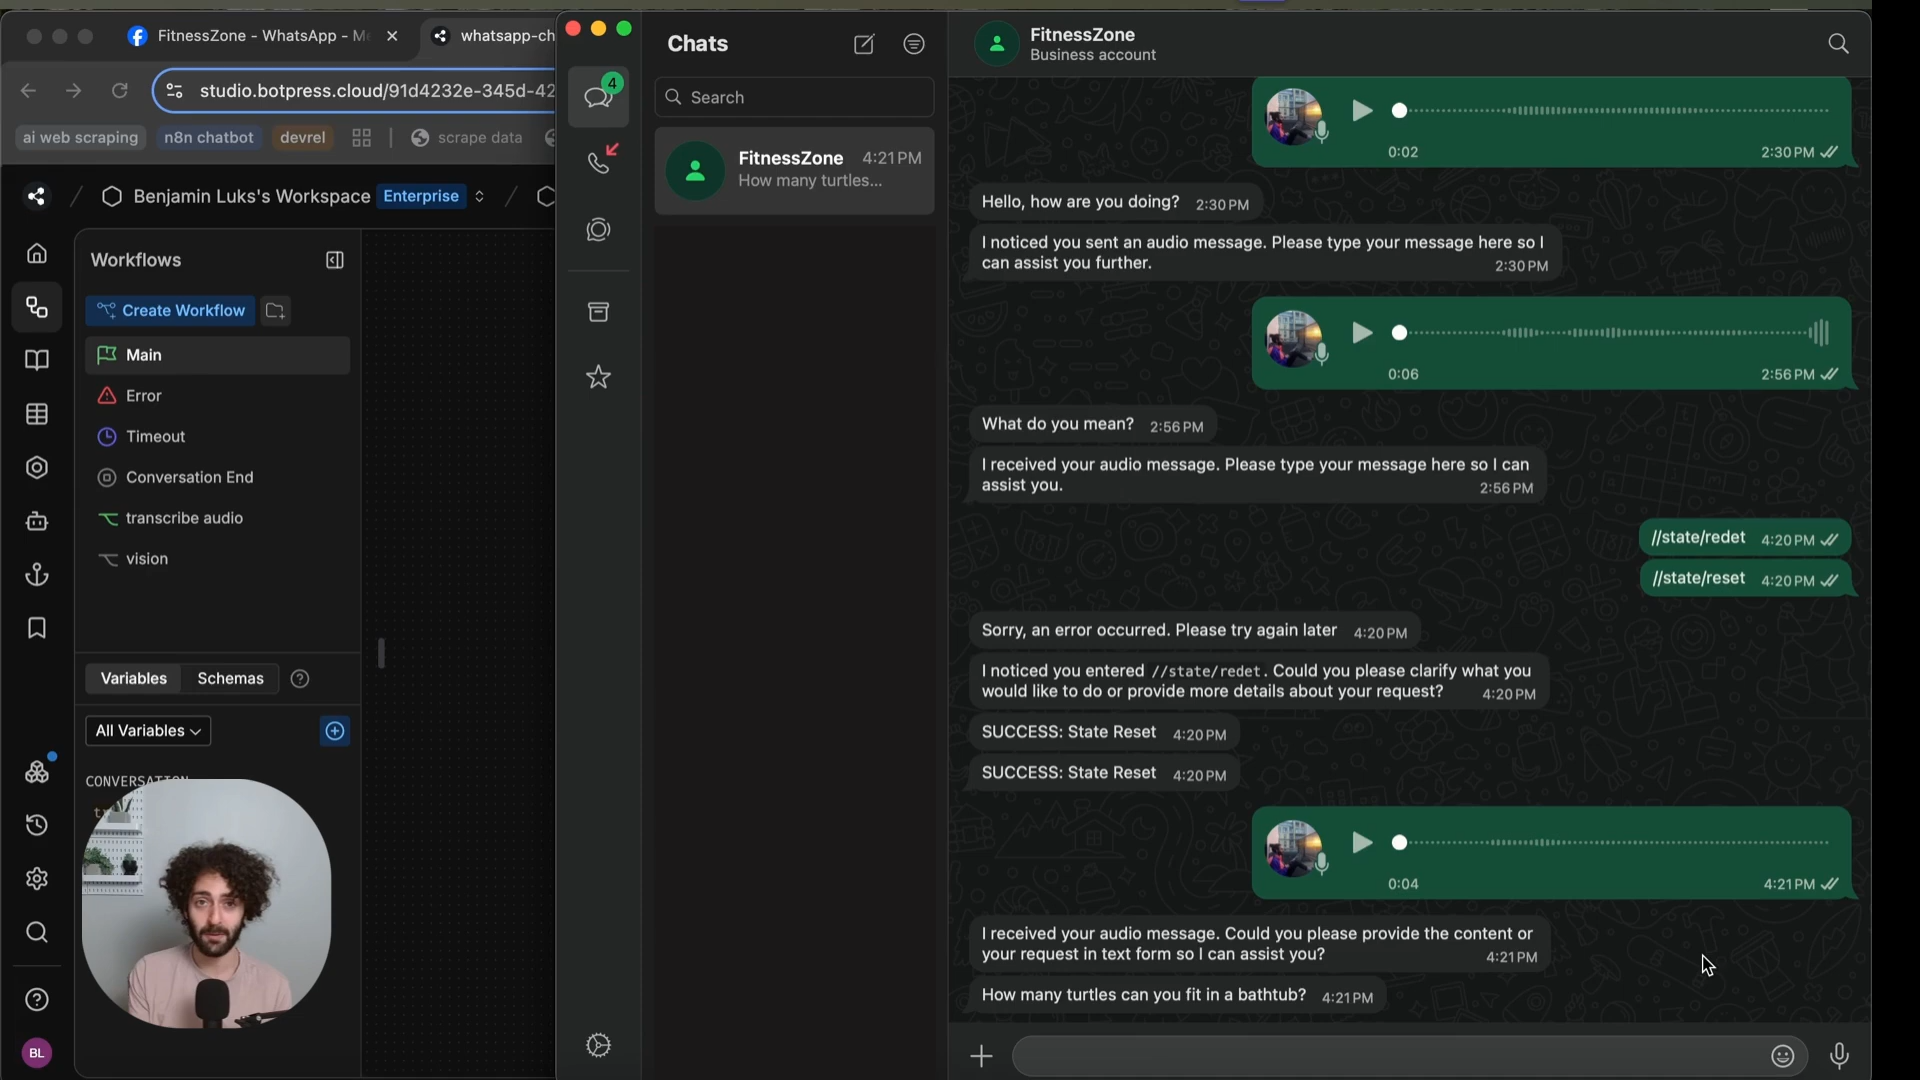 FitnessZone - WhatsApp - Me
whatsapp-ch
studio.botpress.cloud/91d4232e-345d-42
ai web scraping
n8n chatbot
devrel
scrape data
Benjamin Luks's Workspace
Enterprise
Workflows
Create Workflow
Main
Error
Timeout
Conversation End
transcribe audio
vision
Variables
Schemas
All Variables
CONVERSATION
BL
4
Chats
Search
FitnessZone 4:21 PM
How many turtles...
FitnessZone
Business account
0:02 2:30 PM
Hello, how are you doing? 2:30 PM
I noticed you sent an audio message. Please type your message here so I
can assist you further. 2:30 PM
0:06 2:56 PM
What do you mean? 2:56 PM
I received your audio message. Please type your message here so I can
assist you. 2:56 PM
//state/redet 4:20 PM
//state/reset 4:20 PM
Sorry, an error occurred. Please try again later 4:20 PM
I noticed you entered //state/redet. Could you please clarify what you
would like to do or provide more details about your request? 4:20 PM
SUCCESS: State Reset 4:20 PM
SUCCESS: State Reset 4:20 PM
0:04 4:21 PM
I received your audio message. Could you please provide the content or
your request in text form so I can assist you? 4:21 PM
How many turtles can you fit in a bathtub? 4:21 PM